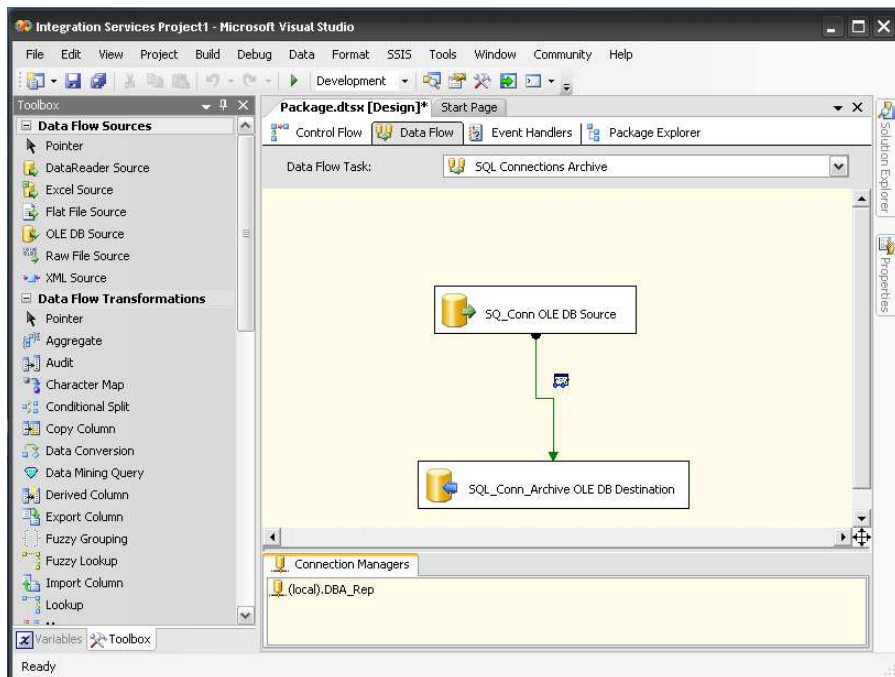 Integration Services Project1 - Microsoft Visual Studio
File Edit View Project Build Debug Data Format SSIS Tools Window Community Help
Development
Toolbox
Data Flow Sources
Pointer
DataReader Source
Excel Source
Flat File Source
OLE DB Source
Raw File Source
XML Source
Data Flow Transformations
Pointer
Aggregate
Audit
Character Map
Conditional Split
Copy Column
Data Conversion
Data Mining Query
Derived Column
Export Column
Fuzzy Grouping
Fuzzy Lookup
Import Column
Lookup
Variables Toolbox
Package.dtsx [Design]* Start Page
Control Flow Data Flow Event Handlers Package Explorer
Data Flow Task: SQL Connections Archive
SQ_Conn OLE DB Source
SQL_Conn_Archive OLE DB Destination
Connection Managers
(local).DBA_Rep
Solution Explorer
Properties
Ready